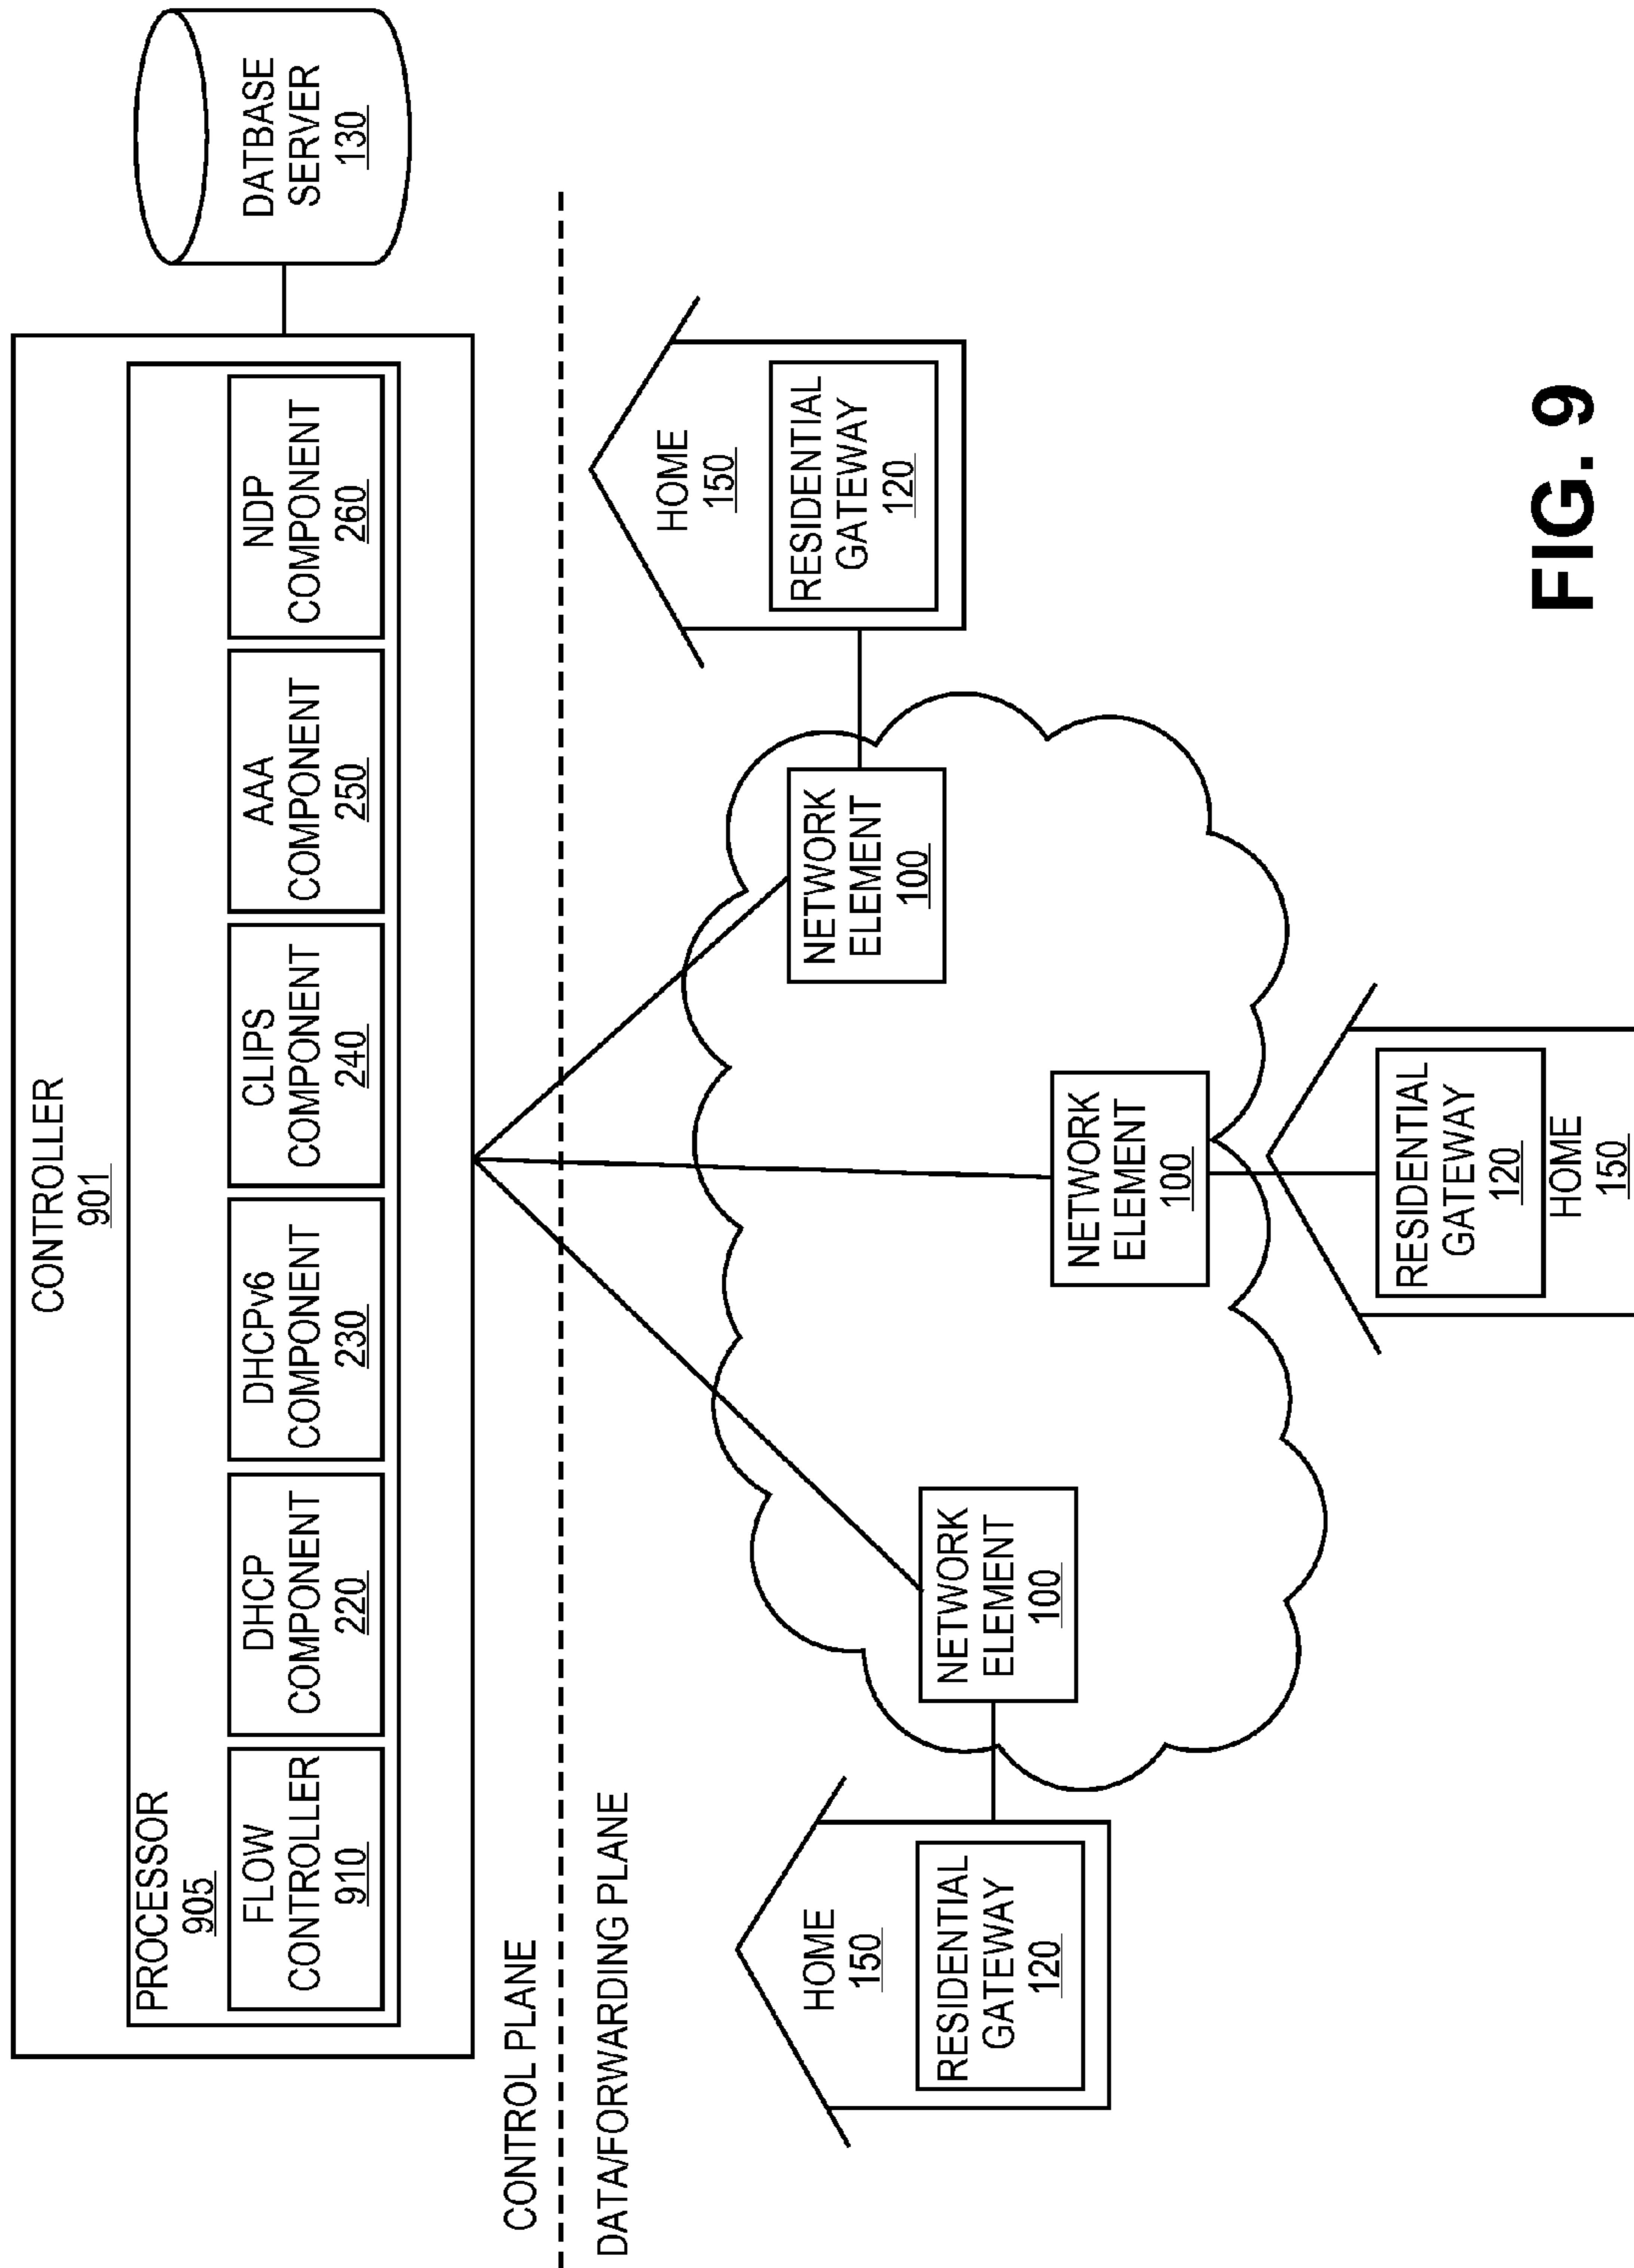 CONTROLLER
901
PROCESSOR
905
FLOW
CONTROLLER
910
DHCP
COMPONENT
220
DHCPv6
COMPONENT
230
CLIPS
COMPONENT
240
AAA
COMPONENT
250
NDP
COMPONENT
260
DATBASE
SERVER
130
CONTROL PLANE
DATA/FORWARDING PLANE
HOME
150
RESIDENTIAL
GATEWAY
120
NETWORK
ELEMENT
100
NETWORK
ELEMENT
100
NETWORK
ELEMENT
100
HOME
150
RESIDENTIAL
GATEWAY
120
RESIDENTIAL
GATEWAY
120
HOME
150
FIG. 9